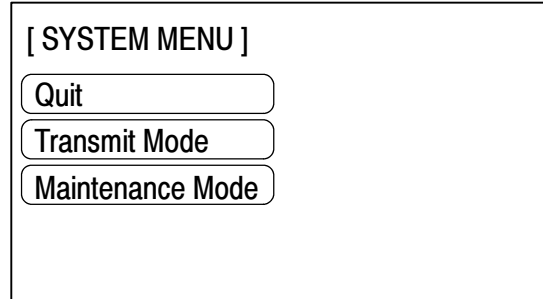 [ SYSTEM MENU ]
Quit
Transmit Mode
Maintenance Mode